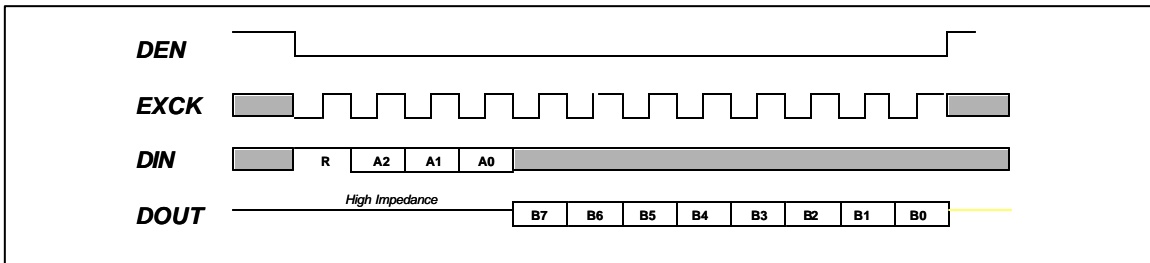 DEN
EXCK
DIN R A2 A1 A0
High Impedance
DOUT B7 B6 B5 B4 B3 B2 B1 B0